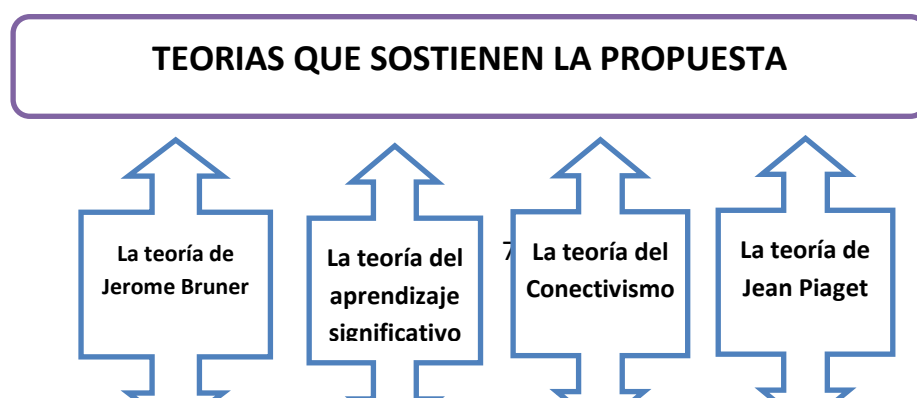 TEORIAS QUE SOSTIENEN LA PROPUESTA
La teoría de
Jerome Bruner
La teoría del
aprendizaje
significativo
7
La teoría del
Conectivismo
La teoría de
Jean Piaget